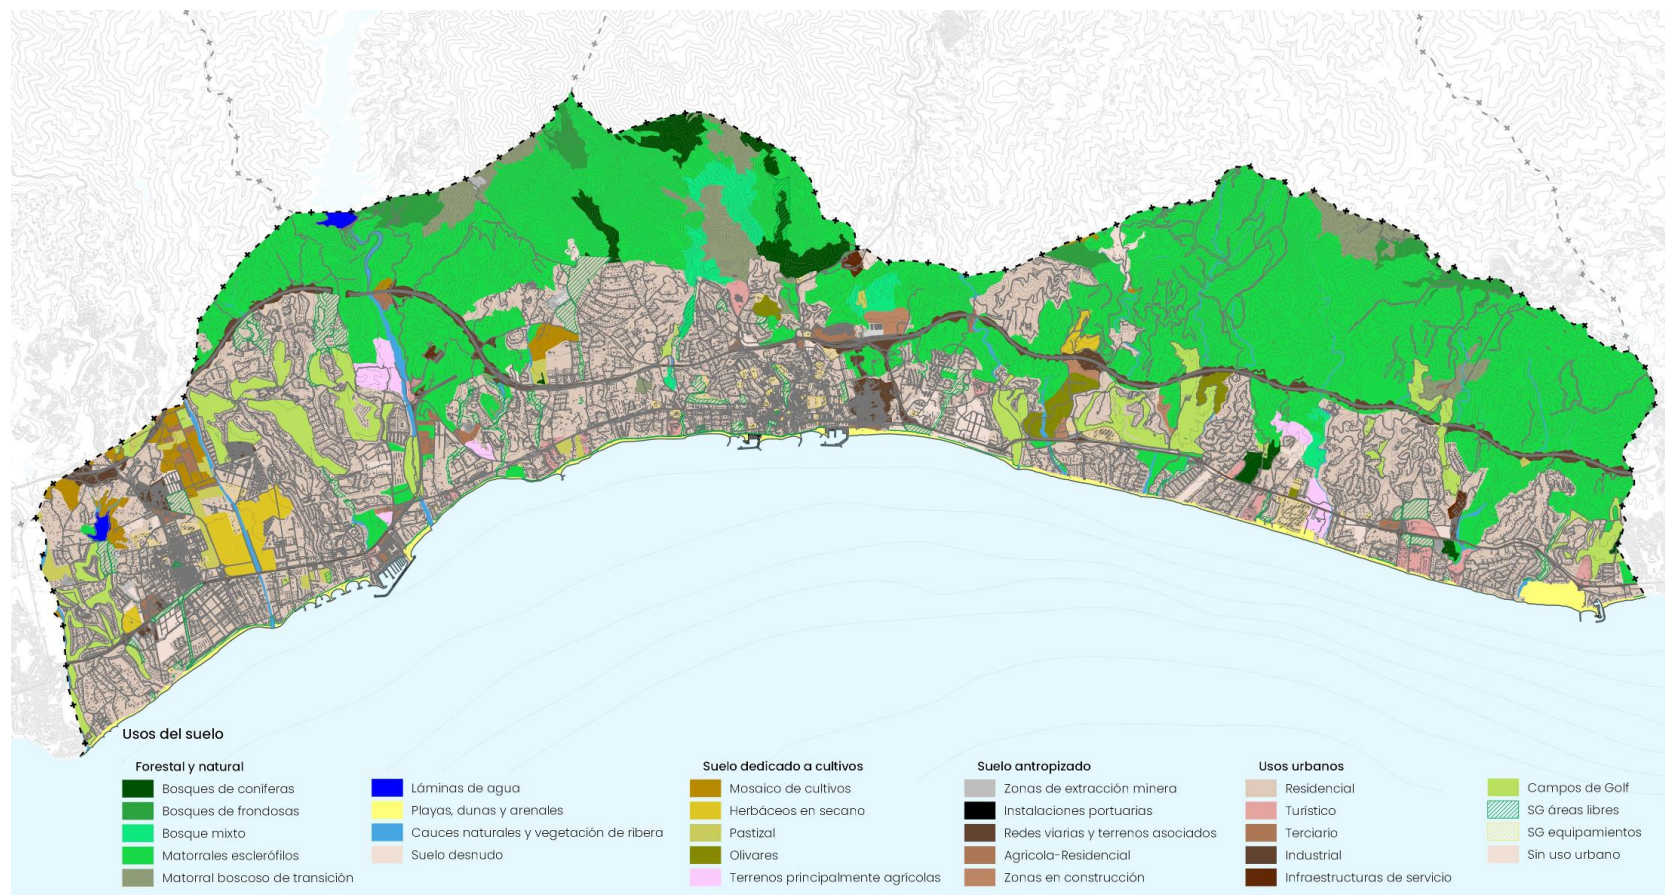 Usos del suelo
Forestal y natural
Bosques de coníferas
Bosques de frondosas
Bosque mixto
Matorrales esclerófilos
Matorral boscoso de transición
Láminas de agua
Playas, dunas y arenales
Cauces naturales y vegetación de ribera
Suelo desnudo
Suelo dedicado a cultivos
Mosaico de cultivos
Herbáceos en secano
Pastizal
Olivares
Terrenos principalmente agrícolas
Suelo antropizado
Zonas de extracción minera
Instalaciones portuarias
Redes viarias y terrenos asociados
Agricola-Residencial
Zonas en construcción
Usos urbanos
Residencial
Turístico
Terciario
Industrial
Infraestructuras de servicio
Campos de Golf
SG áreas libres
SG equipamientos
Sin uso urbano